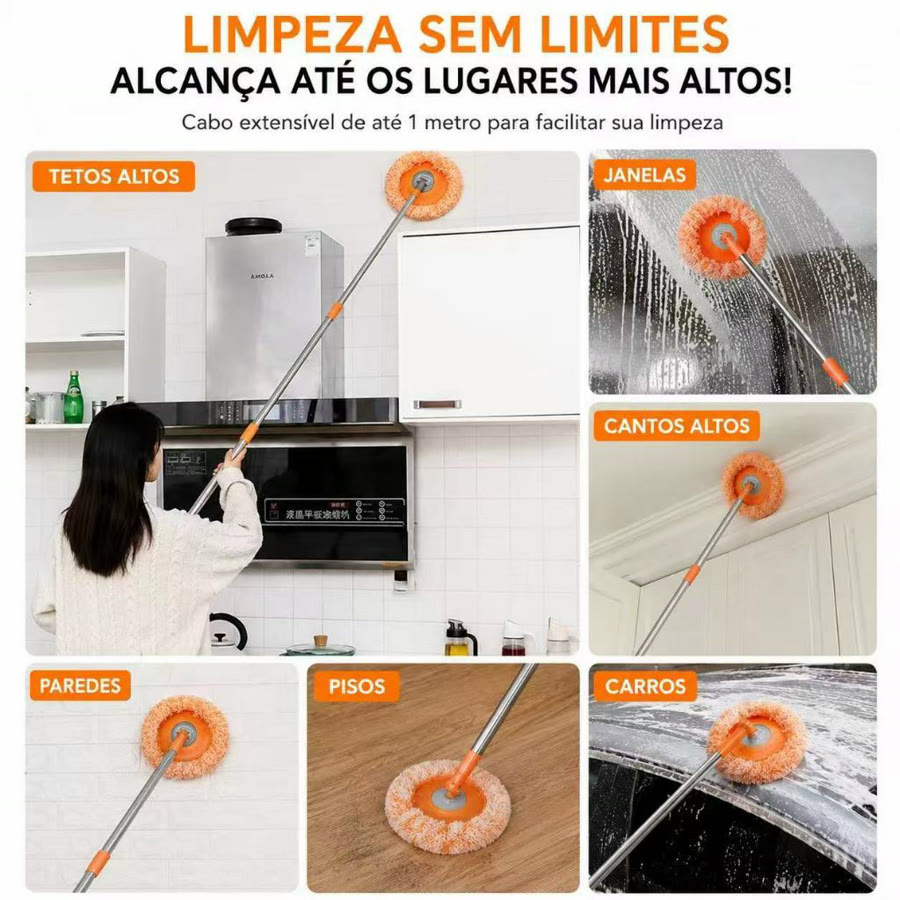 LIMPEZA SEM LIMITES
ALCANÇA ATÉ OS LUGARES MAIS ALTOS!
Cabo extensível de até 1 metro para facilitar sua limpeza
TETOS ALTOS
JANELAS
AMOLA
CANTOS ALTOS
PAREDES
PISOS
CARROS